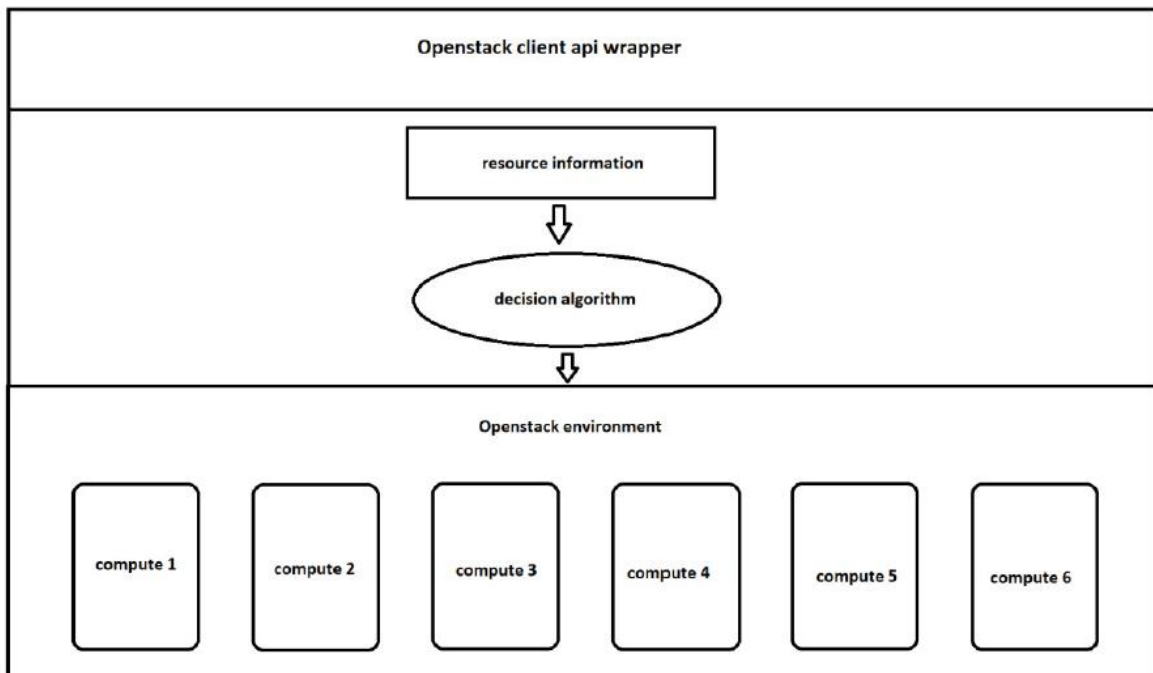 Openstack client api wrapper
resource information
decision algorithm
Openstack environment
compute 1
compute 2
compute 3
compute 4
compute 5
compute 6